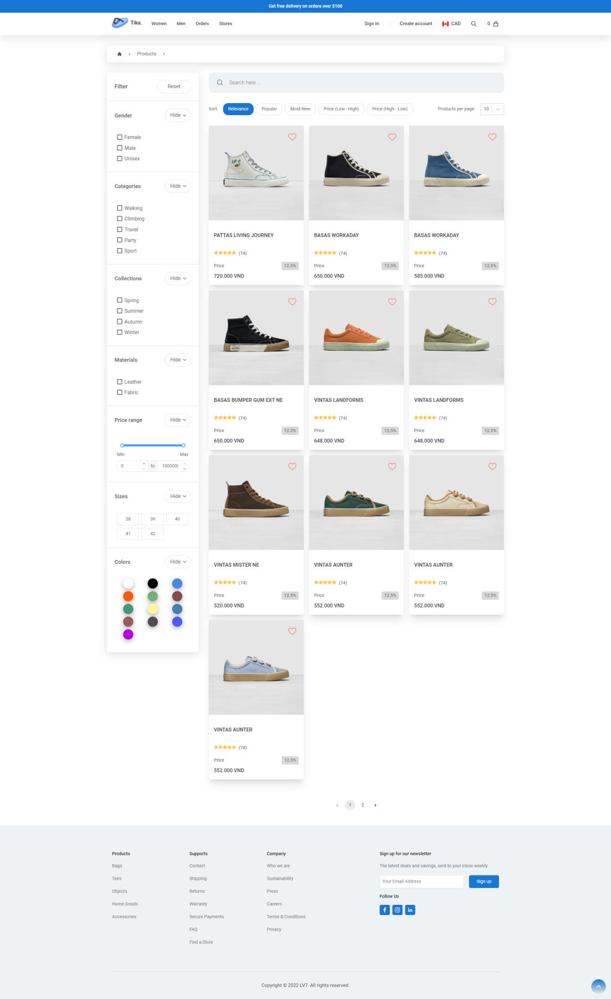 Get free delivery on orders over $100
Tika.
Women
Men
Orders
Stores
Sign in
Create account
CAD
0
Products
Filter
Reset
Gender
Hide
Female
Male
Unisex
Categories
Hide
Walking
Climbing
Travel
Party
Sport
Collections
Hide
Spring
Summer
Autumn
Winter
Materials
Hide
Leather
Fabric
Price range
Hide
Min
Max
0
to
1000000
Sizes
Hide
38
39
40
41
42
Colors
Hide
Search here ...
Sort:
Relevance
Popular
Most New
Price (Low - High)
Price (High - Low)
Products per page:
10
PATTAS LIVING JOURNEY
(74)
Price
12.5%
720.000 VND
BASAS WORKADAY
(74)
Price
12.5%
650.000 VND
BASAS WORKADAY
(74)
Price
12.5%
585.000 VND
BASAS BUMPER GUM EXT NE
(74)
Price
12.5%
650.000 VND
VINTAS LANDFORMS
(74)
Price
12.5%
648.000 VND
VINTAS LANDFORMS
(74)
Price
12.5%
648.000 VND
VINTAS MISTER NE
(74)
Price
12.5%
520.000 VND
VINTAS AUNTER
(74)
Price
12.5%
552.000 VND
VINTAS AUNTER
(74)
Price
12.5%
552.000 VND
VINTAS AUNTER
(74)
Price
12.5%
552.000 VND
1
2
Products
Bags
Tees
Objects
Home Goods
Accessories
Supports
Contact
Shipping
Returns
Warranty
Secure Payments
FAQ
Find a Store
Company
Who we are
Sustainability
Press
Careers
Terms & Conditions
Privacy
Sign up for our newsletter
The latest deals and savings, sent to your inbox weekly.
Your Email Address
Sign up
Follow Us
Copyright © 2022 LV7. All rights reserved.